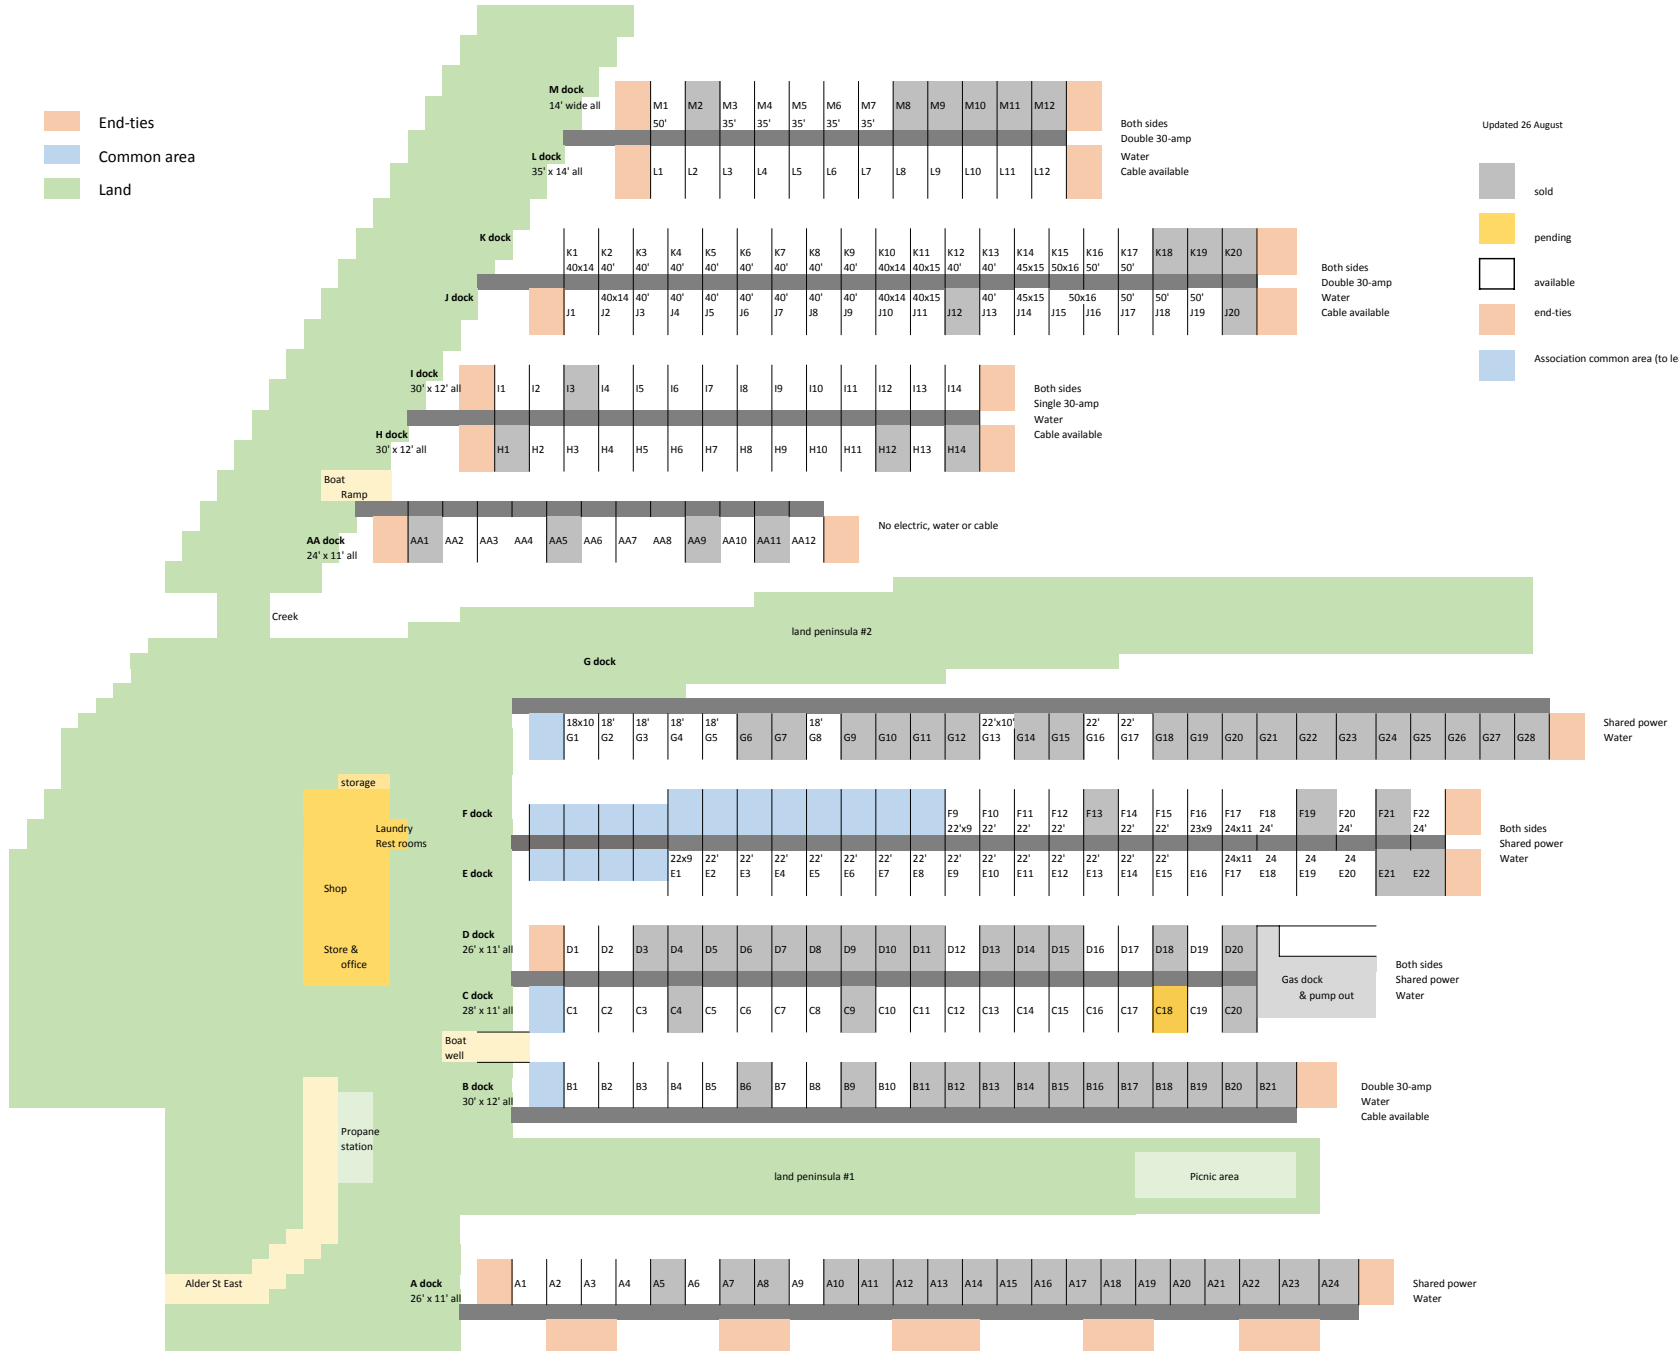 End-ties
Common area
Land
Updated 26 August
sold
pending
available
end-ties
Association common area (to le
M dock
14' wide all
M1 M2 M3 M4 M5 M6 M7 M8 M9 M10 M11 M12
50' 35' 35' 35' 35' 35'
Both sides
Double 30-amp
Water
Cable available
L dock
35' x 14' all
L1 L2 L3 L4 L5 L6 L7 L8 L9 L10 L11 L12
K dock
K1 K2 K3 K4 K5 K6 K7 K8 K9 K10 K11 K12 K13 K14 K15 K16 K17 K18 K19 K20
40x14 40' 40' 40' 40' 40' 40' 40' 40' 40x14 40x15 40' 40' 45x15 50x16 50' 50'
Both sides
Double 30-amp
Water
Cable available
J dock
40x14 40' 40' 40' 40' 40' 40' 40' 40x14 40x15 40' 45x15 50x16 50' 50' 50'
J1 J2 J3 J4 J5 J6 J7 J8 J9 J10 J11 J12 J13 J14 J15 J16 J17 J18 J19 J20
I dock
30' x 12' all
I1 I2 I3 I4 I5 I6 I7 I8 I9 I10 I11 I12 I13 I14
Both sides
Single 30-amp
Water
Cable available
H dock
30' x 12' all
H1 H2 H3 H4 H5 H6 H7 H8 H9 H10 H11 H12 H13 H14
Boat
Ramp
AA dock
24' x 11' all
AA1 AA2 AA3 AA4 AA5 AA6 AA7 AA8 AA9 AA10 AA11 AA12
No electric, water or cable
Creek
land peninsula #2
G dock
18x10 18' 18' 18' 18' 18' 22'x10' 22' 22'
G1 G2 G3 G4 G5 G6 G7 G8 G9 G10 G11 G12 G13 G14 G15 G16 G17 G18 G19 G20 G21 G22 G23 G24 G25 G26 G27 G28
Shared power
Water
storage
Laundry
Rest rooms
Shop
Store &
office
F dock
F9 F10 F11 F12 F13 F14 F15 F16 F17 F18 F19 F20 F21 F22
22'x9 22' 22' 22' 22' 22' 23x9 24x11 24' 24' 24'
Both sides
Shared power
Water
E dock
22x9 22' 22' 22' 22' 22' 22' 22' 22' 22' 22' 22' 22' 22' 22' 24x11 24 24 24
E1 E2 E3 E4 E5 E6 E7 E8 E9 E10 E11 E12 E13 E14 E15 E16 F17 E18 E19 E20 E21 E22
D dock
26' x 11' all
D1 D2 D3 D4 D5 D6 D7 D8 D9 D10 D11 D12 D13 D14 D15 D16 D17 D18 D19 D20
Gas dock
& pump out
Both sides
Shared power
Water
C dock
28' x 11' all
C1 C2 C3 C4 C5 C6 C7 C8 C9 C10 C11 C12 C13 C14 C15 C16 C17 C18 C19 C20
Boat
well
B dock
30' x 12' all
B1 B2 B3 B4 B5 B6 B7 B8 B9 B10 B11 B12 B13 B14 B15 B16 B17 B18 B19 B20 B21
Double 30-amp
Water
Cable available
Propane
station
land peninsula #1
Picnic area
Alder St East
A dock
26' x 11' all
A1 A2 A3 A4 A5 A6 A7 A8 A9 A10 A11 A12 A13 A14 A15 A16 A17 A18 A19 A20 A21 A22 A23 A24
Shared power
Water